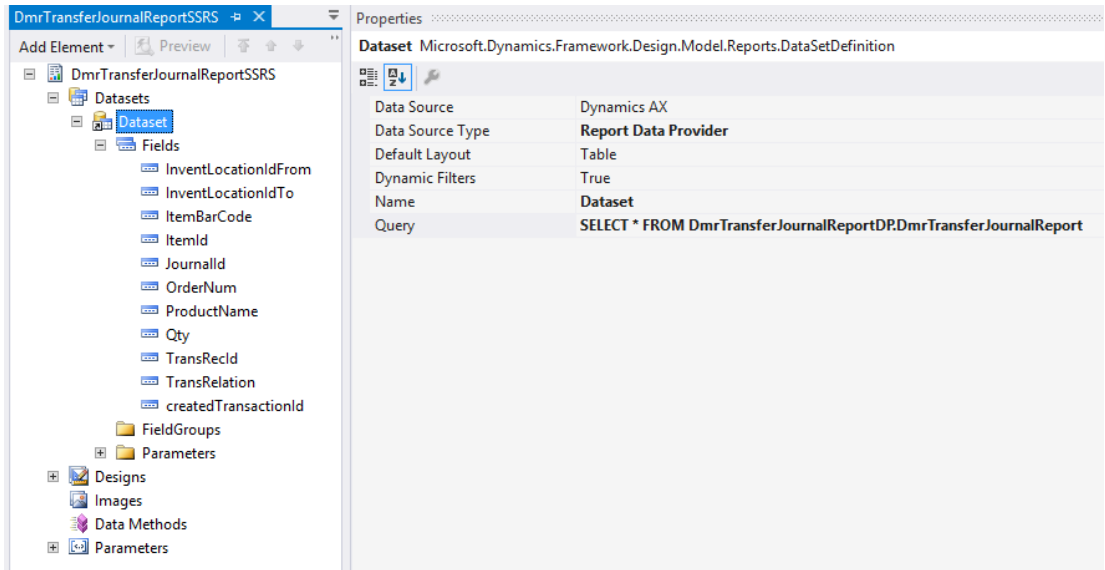 DmrTransferJournalReportSSRS
Add Element
Preview
DmrTransferJournalReportSSRS
Datasets
Dataset
Fields
InventLocationIdFrom
InventLocationIdTo
ItemBarCode
ItemId
JournalId
OrderNum
ProductName
Qty
TransRecId
TransRelation
createdTransactionId
FieldGroups
Parameters
Designs
Images
Data Methods
Parameters
Properties
Dataset Microsoft.Dynamics.Framework.Design.Model.Reports.DataSetDefinition
Data Source Dynamics AX
Data Source Type Report Data Provider
Default Layout Table
Dynamic Filters True
Name Dataset
Query SELECT * FROM DmrTransferJournalReportDP.DmrTransferJournalReport